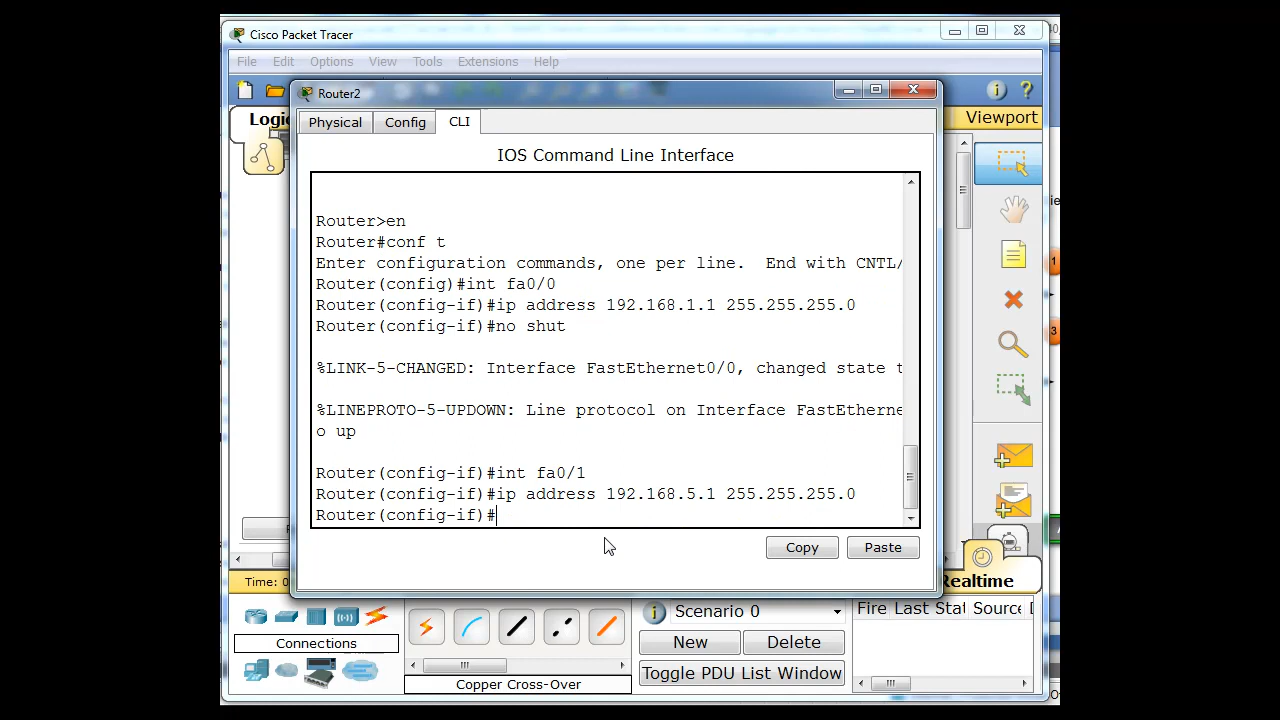 Cisco Packet Tracer
File Edit Options View Tools Extensions Help
Router2
Logic
Viewport
Physical Config CLI
IOS Command Line Interface
Router>en
Router#conf t
Enter configuration commands, one per line. End with CNTL/
Router(config)#int fa0/0
Router(config-if)#ip address 192.168.1.1 255.255.255.0
Router(config-if)#no shut
%LINK-5-CHANGED: Interface FastEthernet0/0, changed state t
%LINEPROTO-5-UPDOWN: Line protocol on Interface FastEtherne
o up
Router(config-if)#int fa0/1
Router(config-if)#ip address 192.168.5.1 255.255.255.0
Router(config-if)#
Copy Paste
Time: 0
Realtime
Connections
Copper Cross-Over
Scenario 0
New Delete
Toggle PDU List Window
Fire Last Stat Source